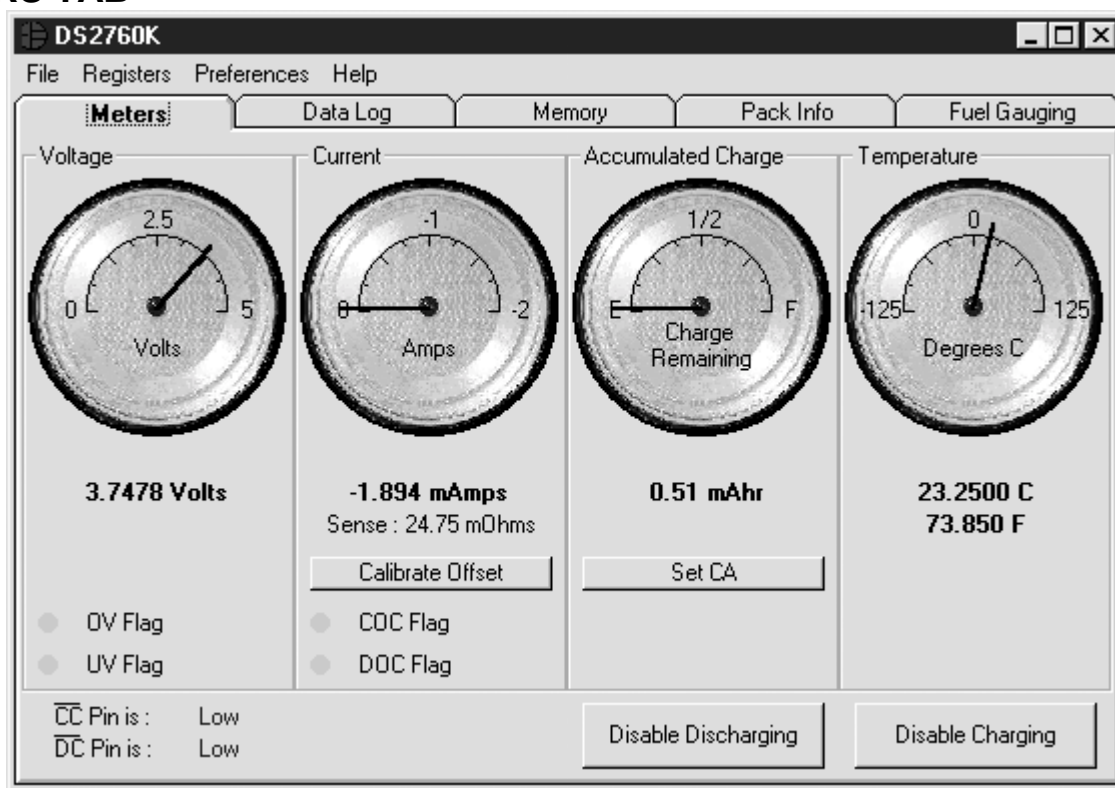 DS2760K
File Registers Preferences Help
Meters Data Log Memory Pack Info Fuel Gauging
Voltage
2.5
0
5
Volts
3.7478 Volts
OV Flag
UV Flag
Current
-1
0
-2
Amps
-1.894 mAmps
Sense : 24.75 mOhms
Calibrate Offset
COC Flag
DOC Flag
Accumulated Charge
1/2
E
F
Charge
Remaining
0.51 mAhr
Set CA
Temperature
0
-125
125
Degrees C
23.2500 C
73.850 F
C̅C̅ Pin is : Low
D̅C̅ Pin is : Low
Disable Discharging
Disable Charging